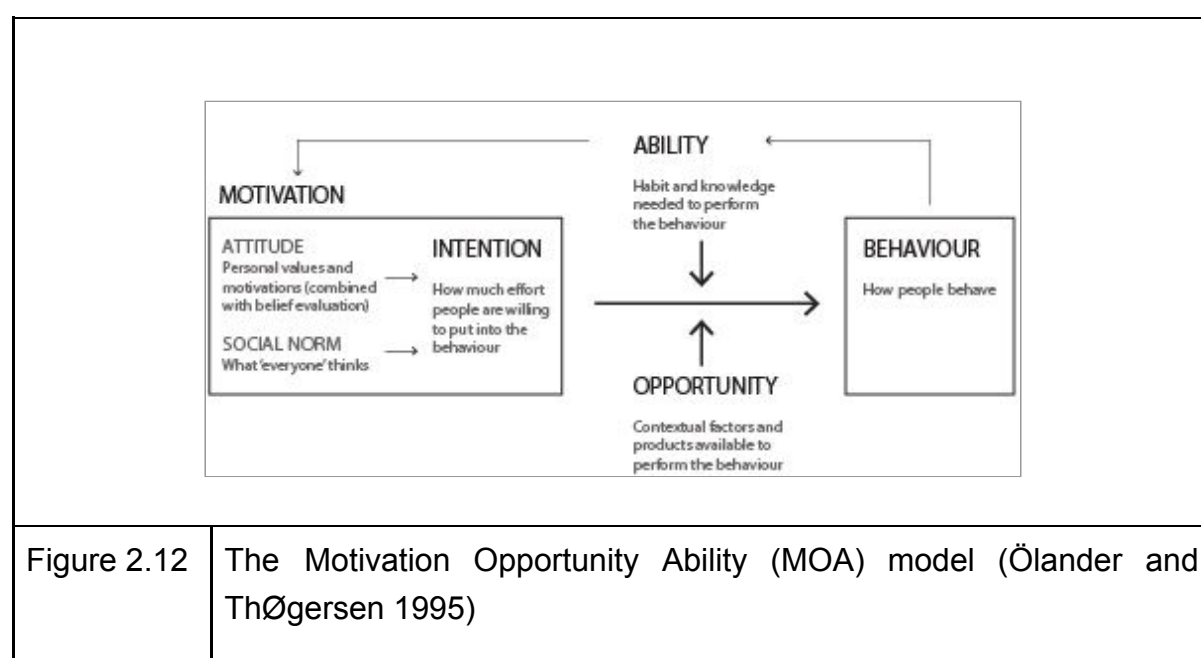 ABILITY
Habit and knowledge
needed to perform
the behaviour
MOTIVATION
ATTITUDE
Personal values and
motivations (combined
with belief evaluation)
SOCIAL NORM
What 'everyone' thinks
INTENTION
How much effort
people are willing
to put into the
behaviour
BEHAVIOUR
How people behave
OPPORTUNITY
Contextual factors and
products available to
perform the behaviour
Figure 2.12
The Motivation Opportunity Ability (MOA) model (Ölander and
ThØgersen 1995)